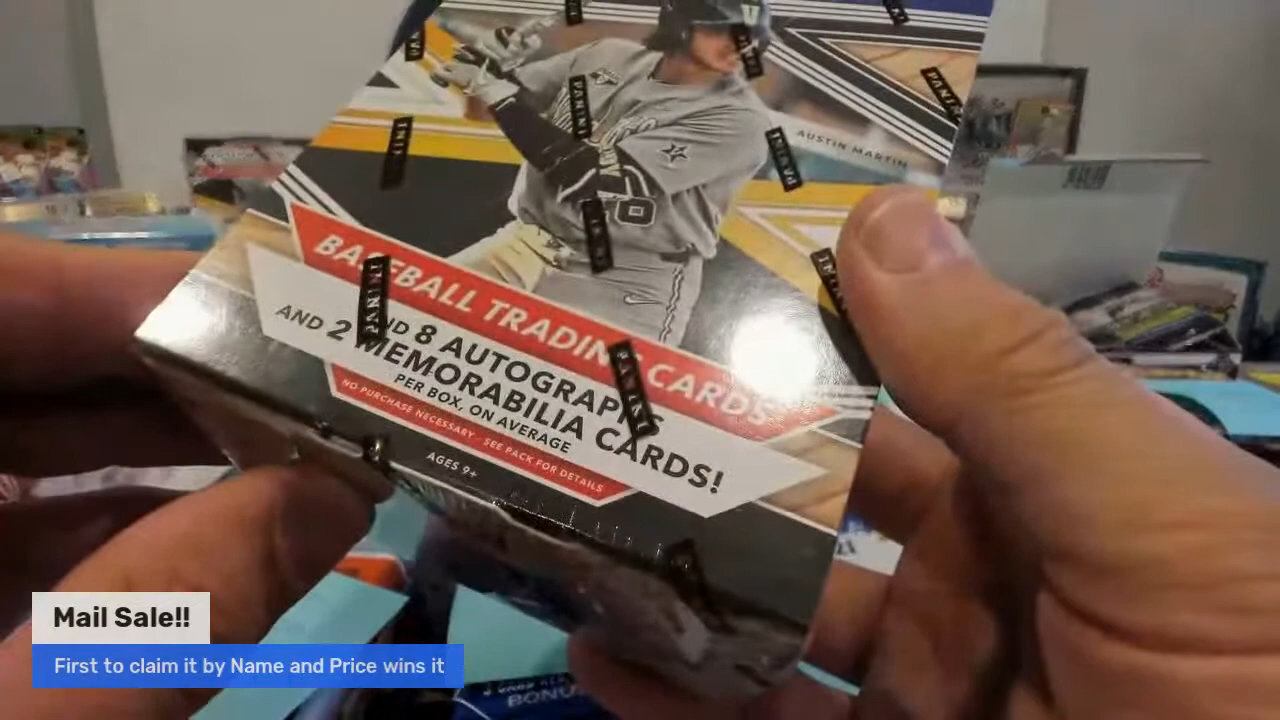 V
AUSTIN MARTIN
PANINI
PANINI
PANINI
BASEBALL TRADING CARDS
8 AUTOGRAPHS
AND 2 MEMORABILIA CARDS!
PER BOX, ON AVERAGE
NO PURCHASE NECESSARY - SEE PACK FOR DETAILS
AGES 9+
BONU
Mail Sale!!
First to claim it by Name and Price wins it